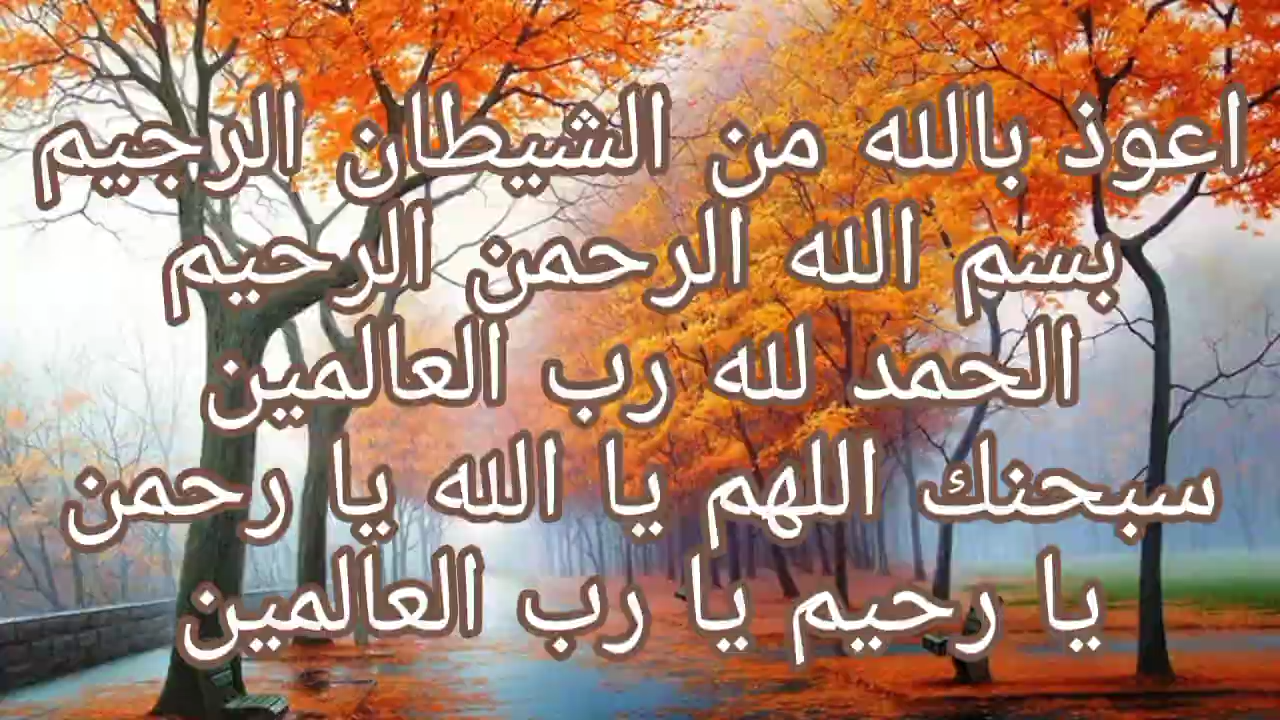 اعوذ بالله من الشيطان الرجيم
بسم الله الرحمن الرحيم
الحمد لله رب العالمين
سبحنك اللهم يا الله يا رحمن
يا رحيم يا رب العالمين